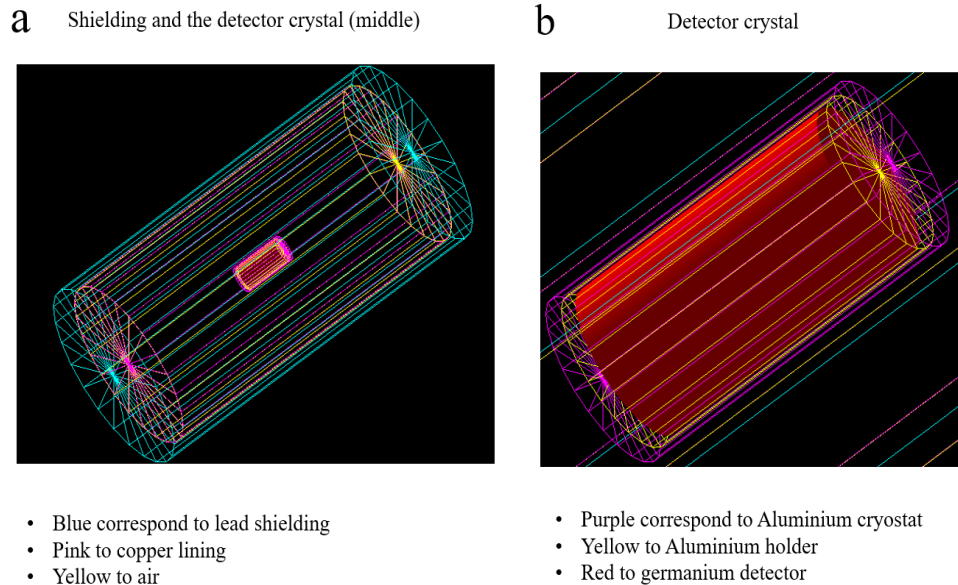 a
Shielding and the detector crystal (middle)
• Blue correspond to lead shielding
• Pink to copper lining
• Yellow to air
b
Detector crystal
• Purple correspond to Aluminium cryostat
• Yellow to Aluminium holder
• Red to germanium detector